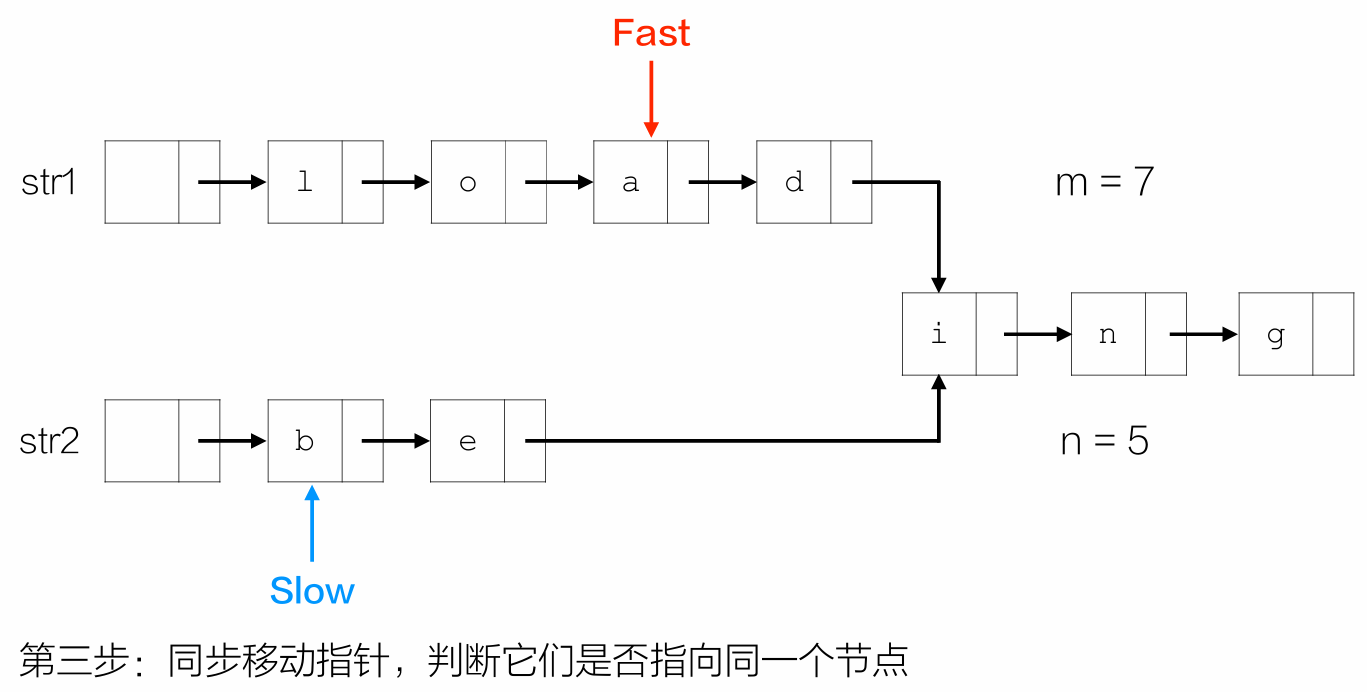 Fast
str1 l o a d m = 7
i n g
str2 b e n = 5
Slow
第三步：同步移动指针，判断它们是否指向同一个节点